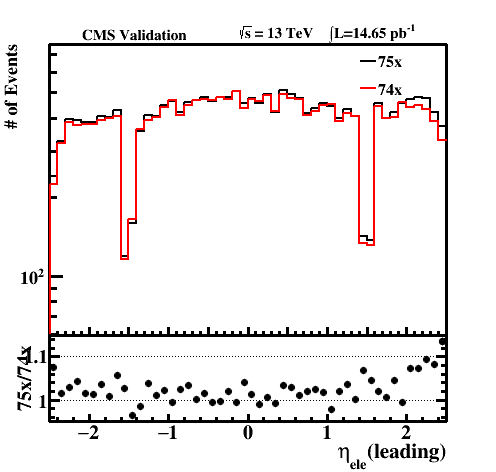 CMS Validation √s = 13 TeV ∫L=14.65 pb⁻¹
# of Events
75x
74x
10²
75x/74x
1.1
1
−2 −1 0 1 2
η_ele(leading)